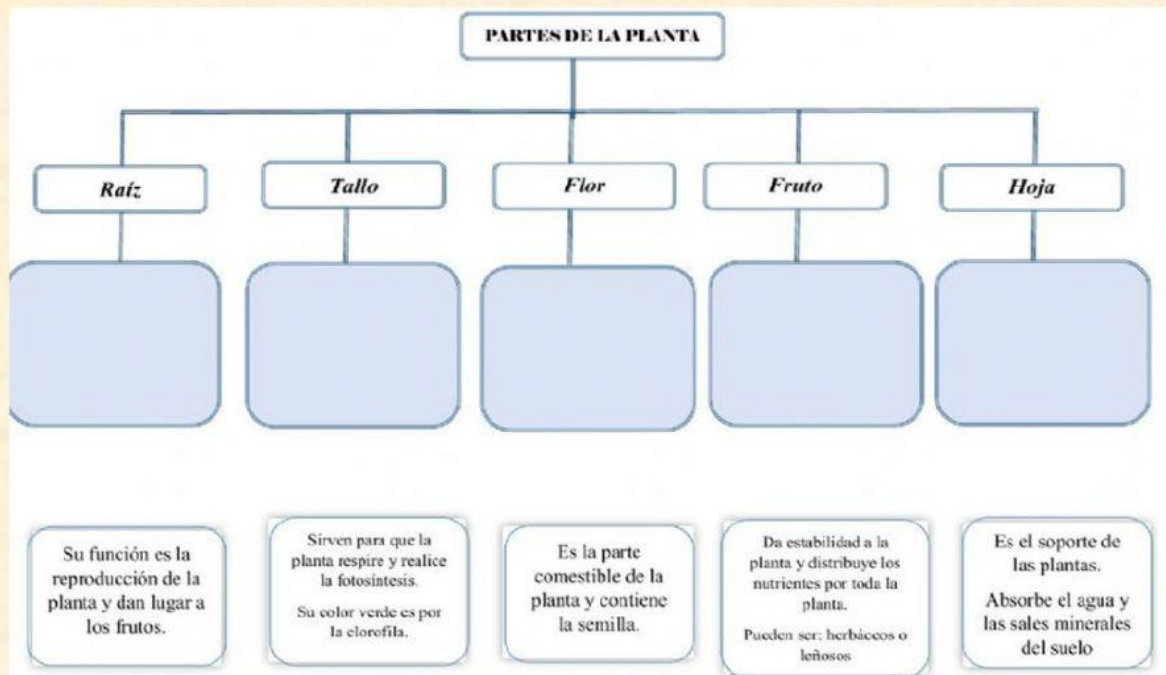 PARTES DE LA PLANTA
Raíz
Tallo
Flor
Fruto
Hoja
Su función es la
reproducción de la
planta y dan lugar a
los frutos.
Sirven para que la
planta respire y realice
la fotosíntesis.
Su color verde es por
la clorofila.
Es la parte
comestible de la
planta y contiene
la semilla.
Da estabilidad a la
planta y distribuye los
nutrientes por toda la
planta.
Pueden ser: herbáceos o
leñosos
Es el soporte de
las plantas.
Absorbe el agua y
las sales minerales
del suelo